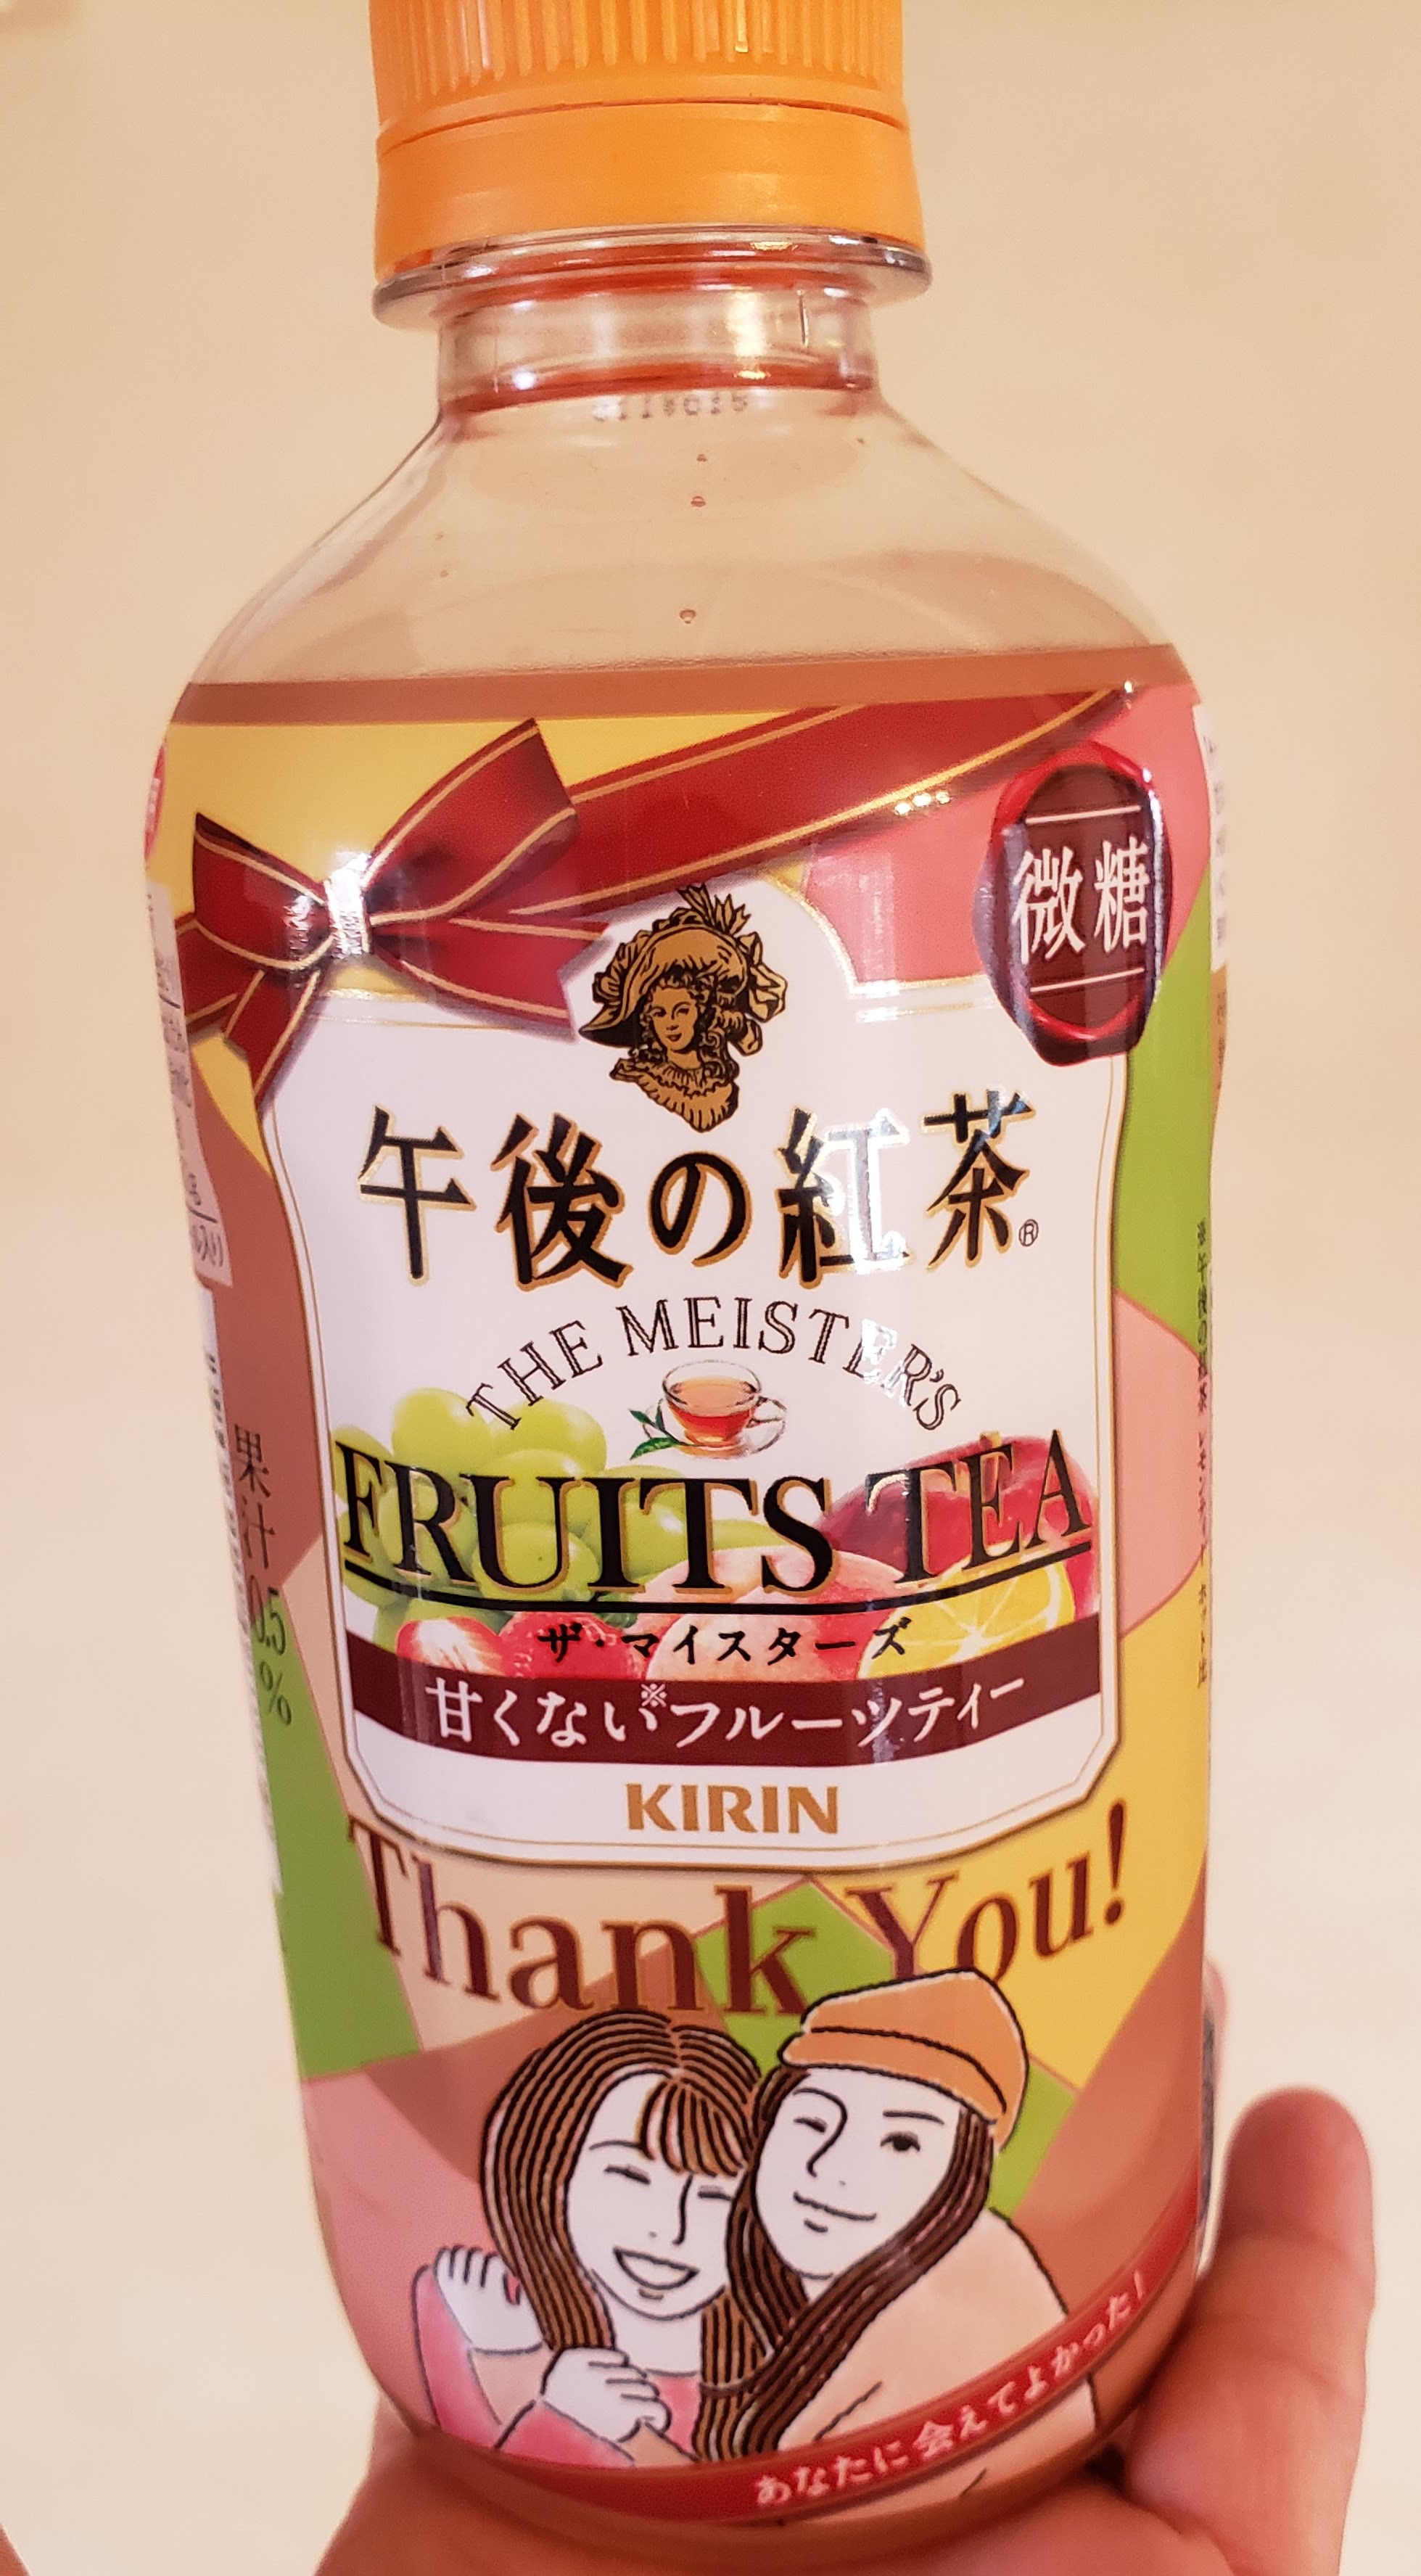 微糖
午後の紅茶®
THE MEISTER'S
FRUITS TEA
ザ・マイスターズ
甘くない※フルーツティー
KIRIN
果汁
0.5
%
Thank You!
あなたに会えてよかった!